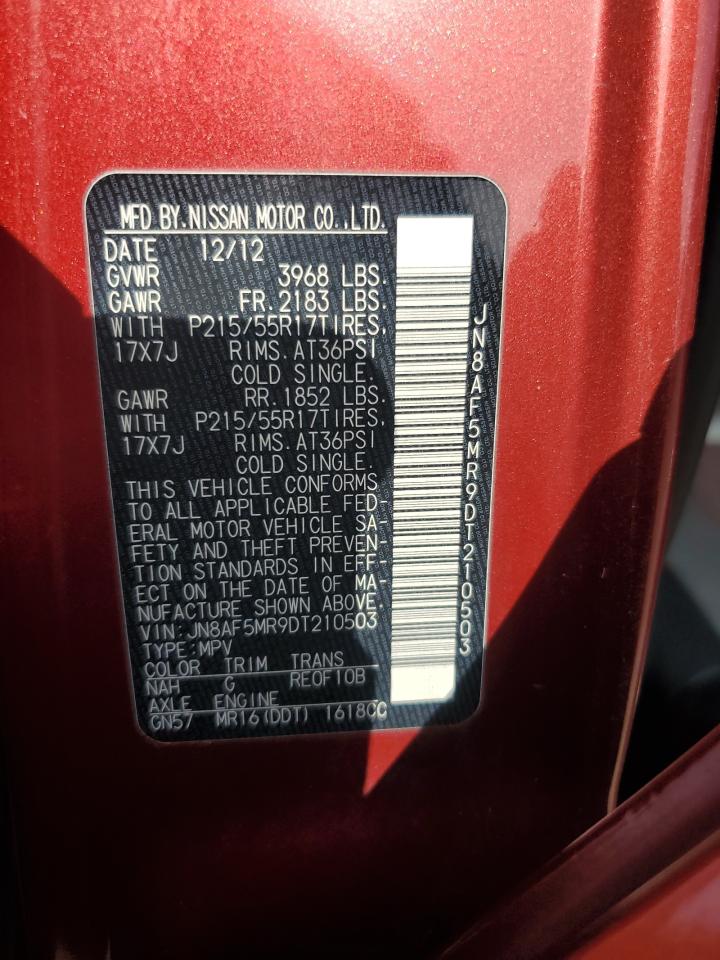 MFD BY.NISSAN MOTOR CO.,LTD.
DATE 12/12
GVWR 3968 LBS.
GAWR FR.2183 LBS.
WITH P215/55R17TIRES,
17X7J RIMS.AT36PSI
COLD SINGLE.
GAWR RR.1852 LBS.
WITH P215/55R17TIRES,
17X7J RIMS.AT36PSI
COLD SINGLE.
THIS VEHICLE CONFORMS
TO ALL APPLICABLE FED-
ERAL MOTOR VEHICLE SA-
FETY AND THEFT PREVEN-
TION STANDARDS IN EFF-
ECT ON THE DATE OF MA-
NUFACTURE SHOWN ABOVE.
VIN:JN8AF5MR9DT210503
TYPE:MPV
COLOR TRIM TRANS
NAH G RE0F10B
AXLE ENGINE
GN57 MR16(DDT) 1618CC
JN8AF5MR9DT210503